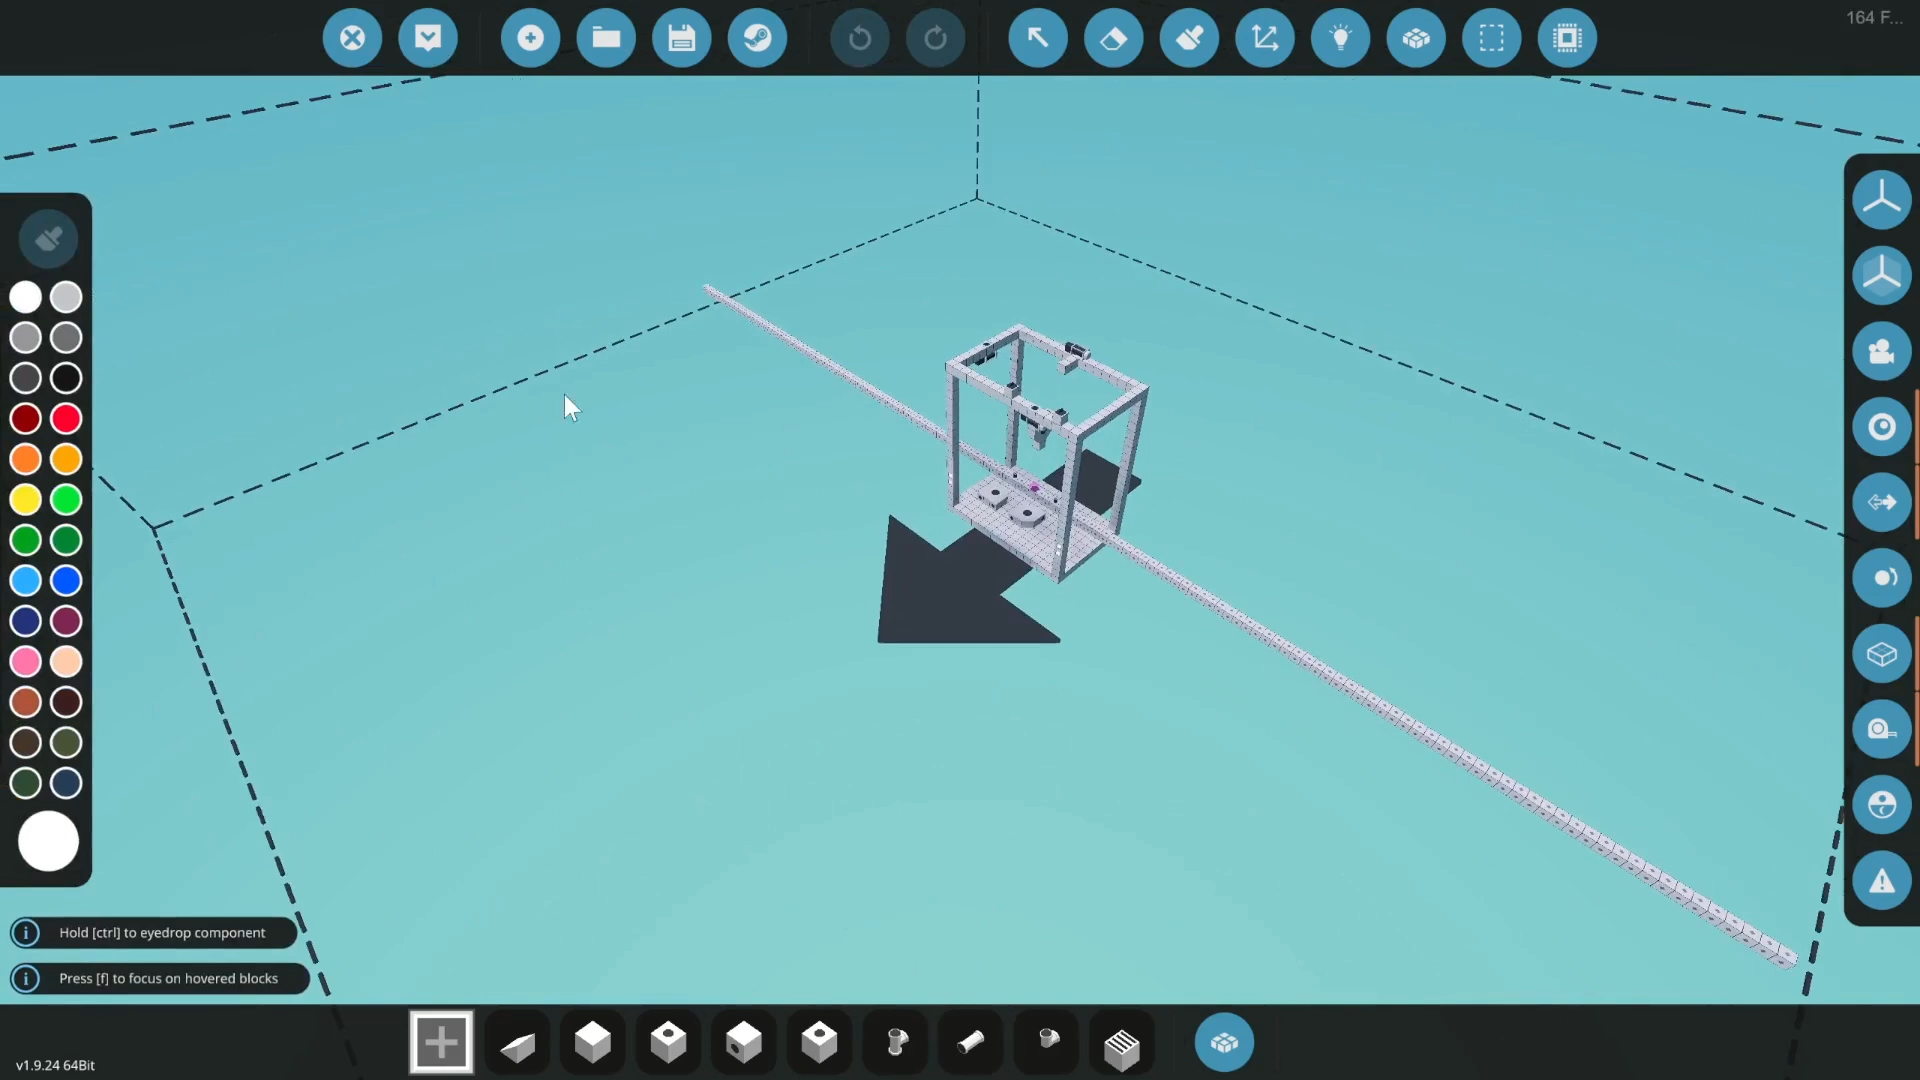 164 F...
Hold [ctrl] to eyedrop component
Press [f] to focus on hovered blocks
v1.9.24 64Bit